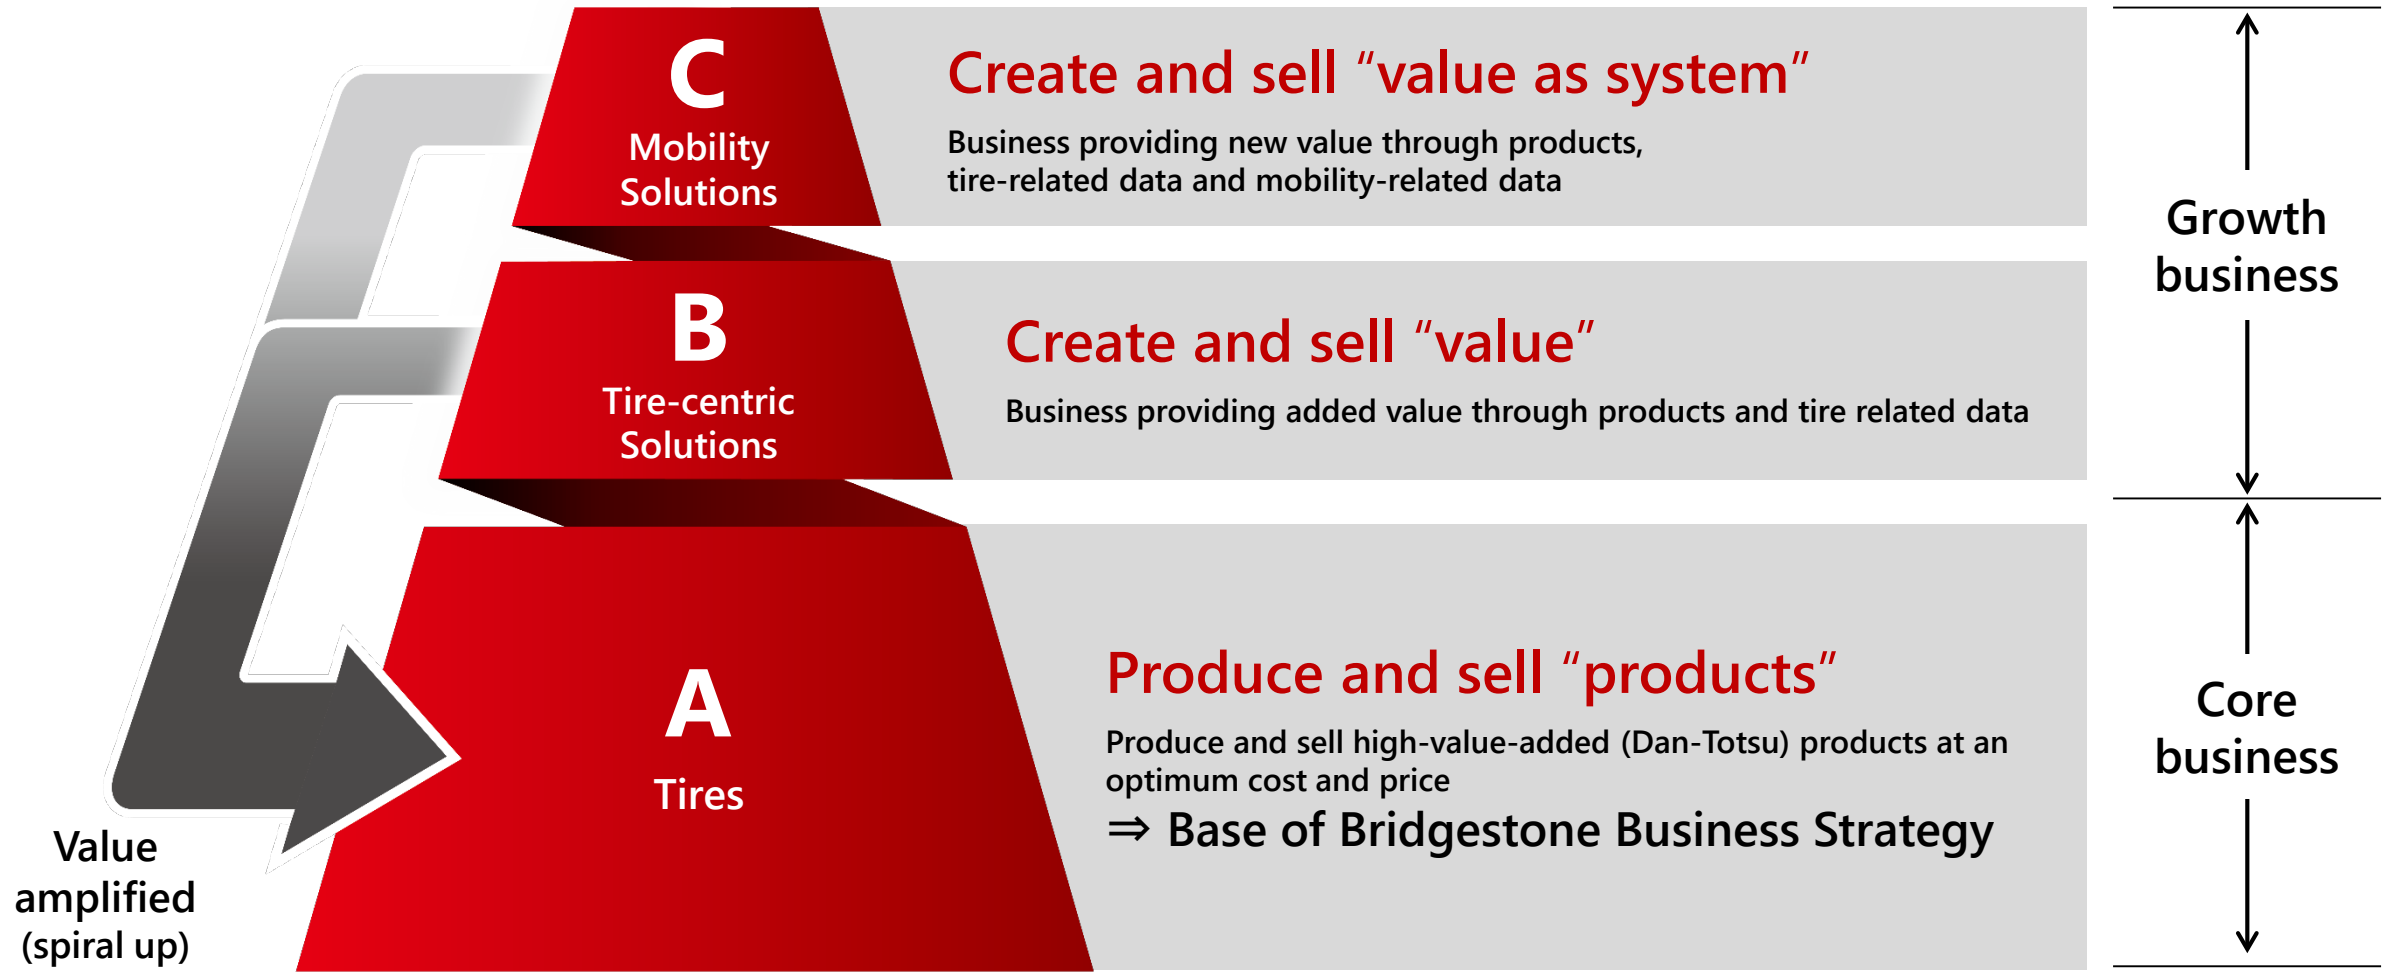 C
Mobility
Solutions
Create and sell “value as system”
Business providing new value through products,
tire-related data and mobility-related data
Growth
business
B
Tire-centric
Solutions
Create and sell “value”
Business providing added value through products and tire related data
A
Tires
Produce and sell “products”
Produce and sell high-value-added (Dan-Totsu) products at an
optimum cost and price
⇒ Base of Bridgestone Business Strategy
Core
business
Value
amplified
(spiral up)